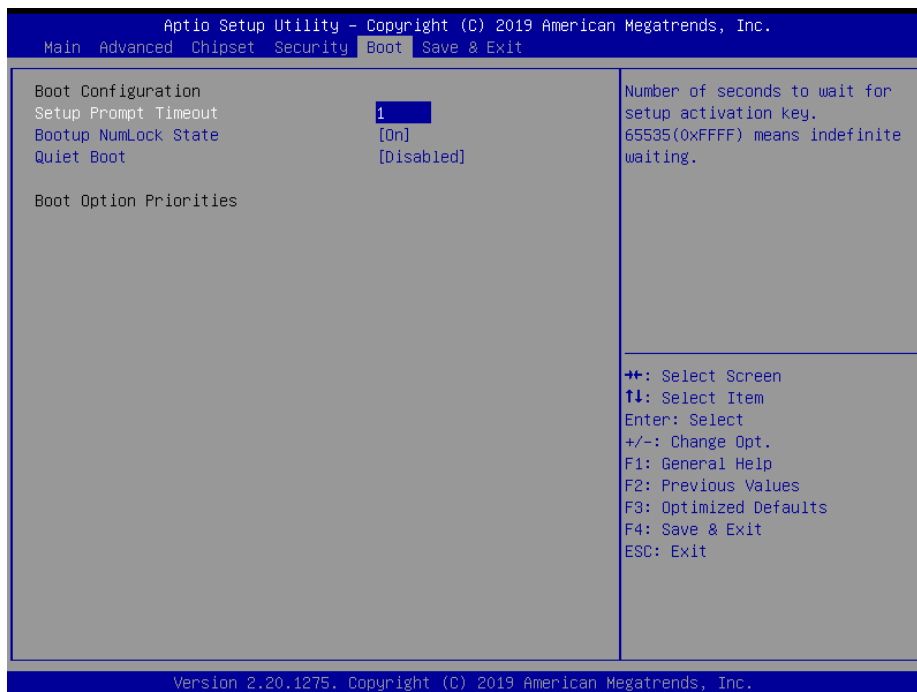 Aptio Setup Utility – Copyright (C) 2019 American Megatrends, Inc.
Main Advanced Chipset Security Boot Save & Exit
Boot Configuration
Setup Prompt Timeout 1
Bootup NumLock State [On]
Quiet Boot [Disabled]
Boot Option Priorities
Number of seconds to wait for
setup activation key.
65535(0xFFFF) means indefinite
waiting.
→←: Select Screen
↑↓: Select Item
Enter: Select
+/-: Change Opt.
F1: General Help
F2: Previous Values
F3: Optimized Defaults
F4: Save & Exit
ESC: Exit
Version 2.20.1275. Copyright (C) 2019 American Megatrends, Inc.